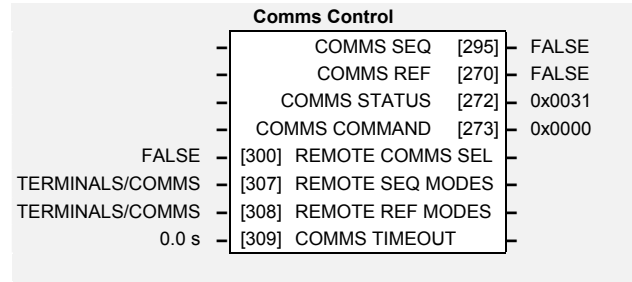 Comms Control
COMMS SEQ [295] – FALSE
COMMS REF [270] – FALSE
COMMS STATUS [272] – 0x0031
COMMS COMMAND [273] – 0x0000
FALSE – [300] REMOTE COMMS SEL –
TERMINALS/COMMS – [307] REMOTE SEQ MODES –
TERMINALS/COMMS – [308] REMOTE REF MODES –
0.0 s – [309] COMMS TIMEOUT –